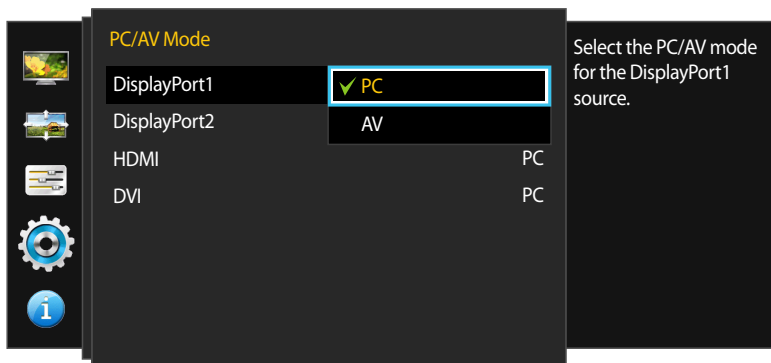 PC/AV Mode
DisplayPort1
PC
DisplayPort2
AV
HDMI
PC
DVI
PC
Select the PC/AV mode
for the DisplayPort1
source.